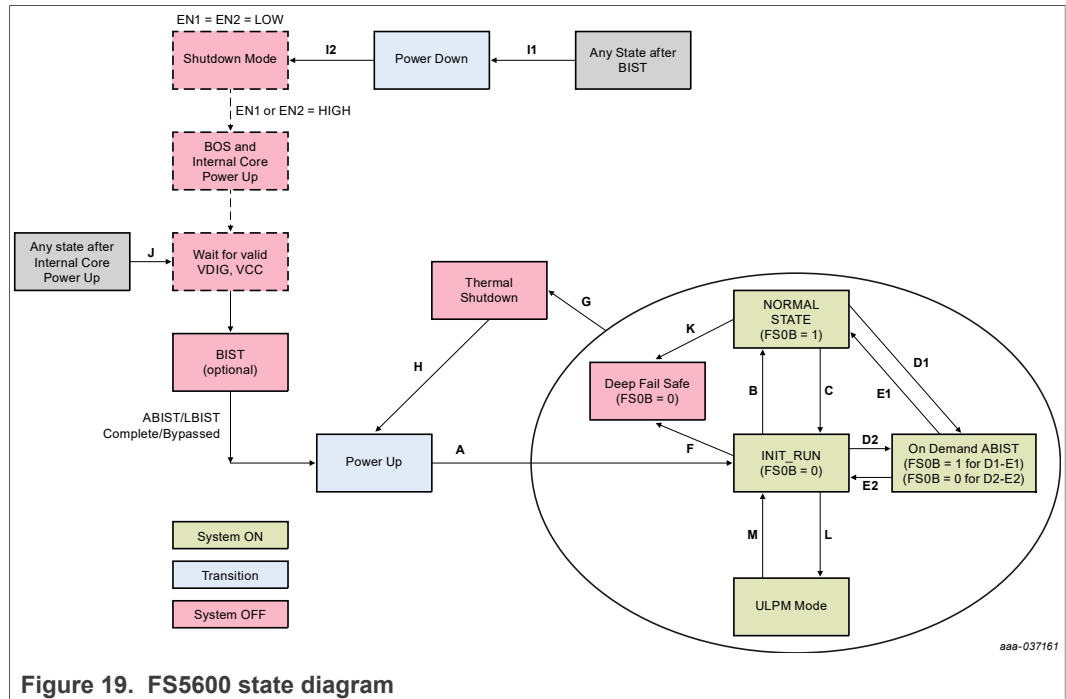 EN1 = EN2 = LOW
Shutdown Mode
I2
Power Down
I1
Any State after
BIST
EN1 or EN2 = HIGH
BOS and
Internal Core
Power Up
Any state after
Internal Core
Power Up
J
Wait for valid
VDIG, VCC
Thermal
Shutdown
G
NORMAL
STATE
(FS0B = 1)
K
D1
BIST
(optional)
H
Deep Fail Safe
(FS0B = 0)
B
C
E1
ABIST/LBIST
Complete/Bypassed
Power Up
A
F
INIT_RUN
(FS0B = 0)
D2
E2
On Demand ABIST
(FS0B = 1 for D1-E1)
(FS0B = 0 for D2-E2)
M
L
System ON
Transition
System OFF
ULPM Mode
aaa-037161
Figure 19. FS5600 state diagram